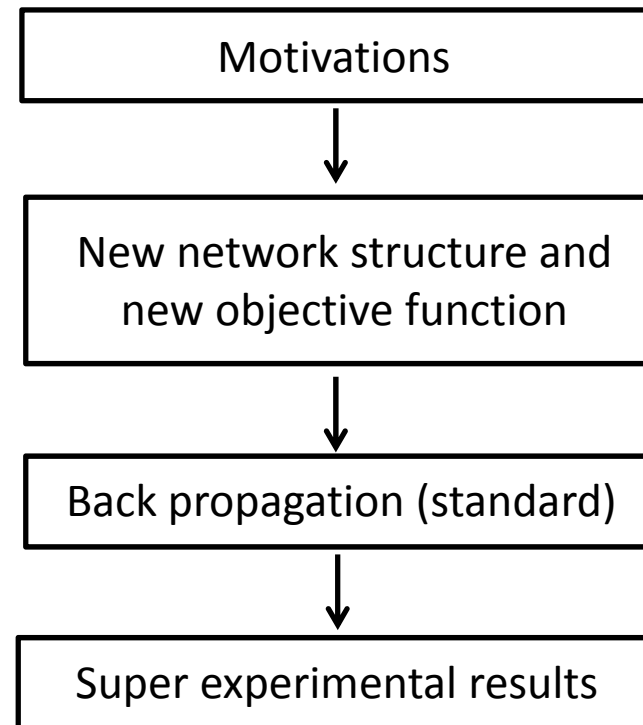 Motivations
New network structure and
new objective function
Back propagation (standard)
Super experimental results